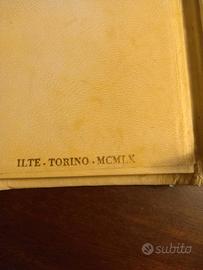 ILTE - TORINO - MCMLX
subito